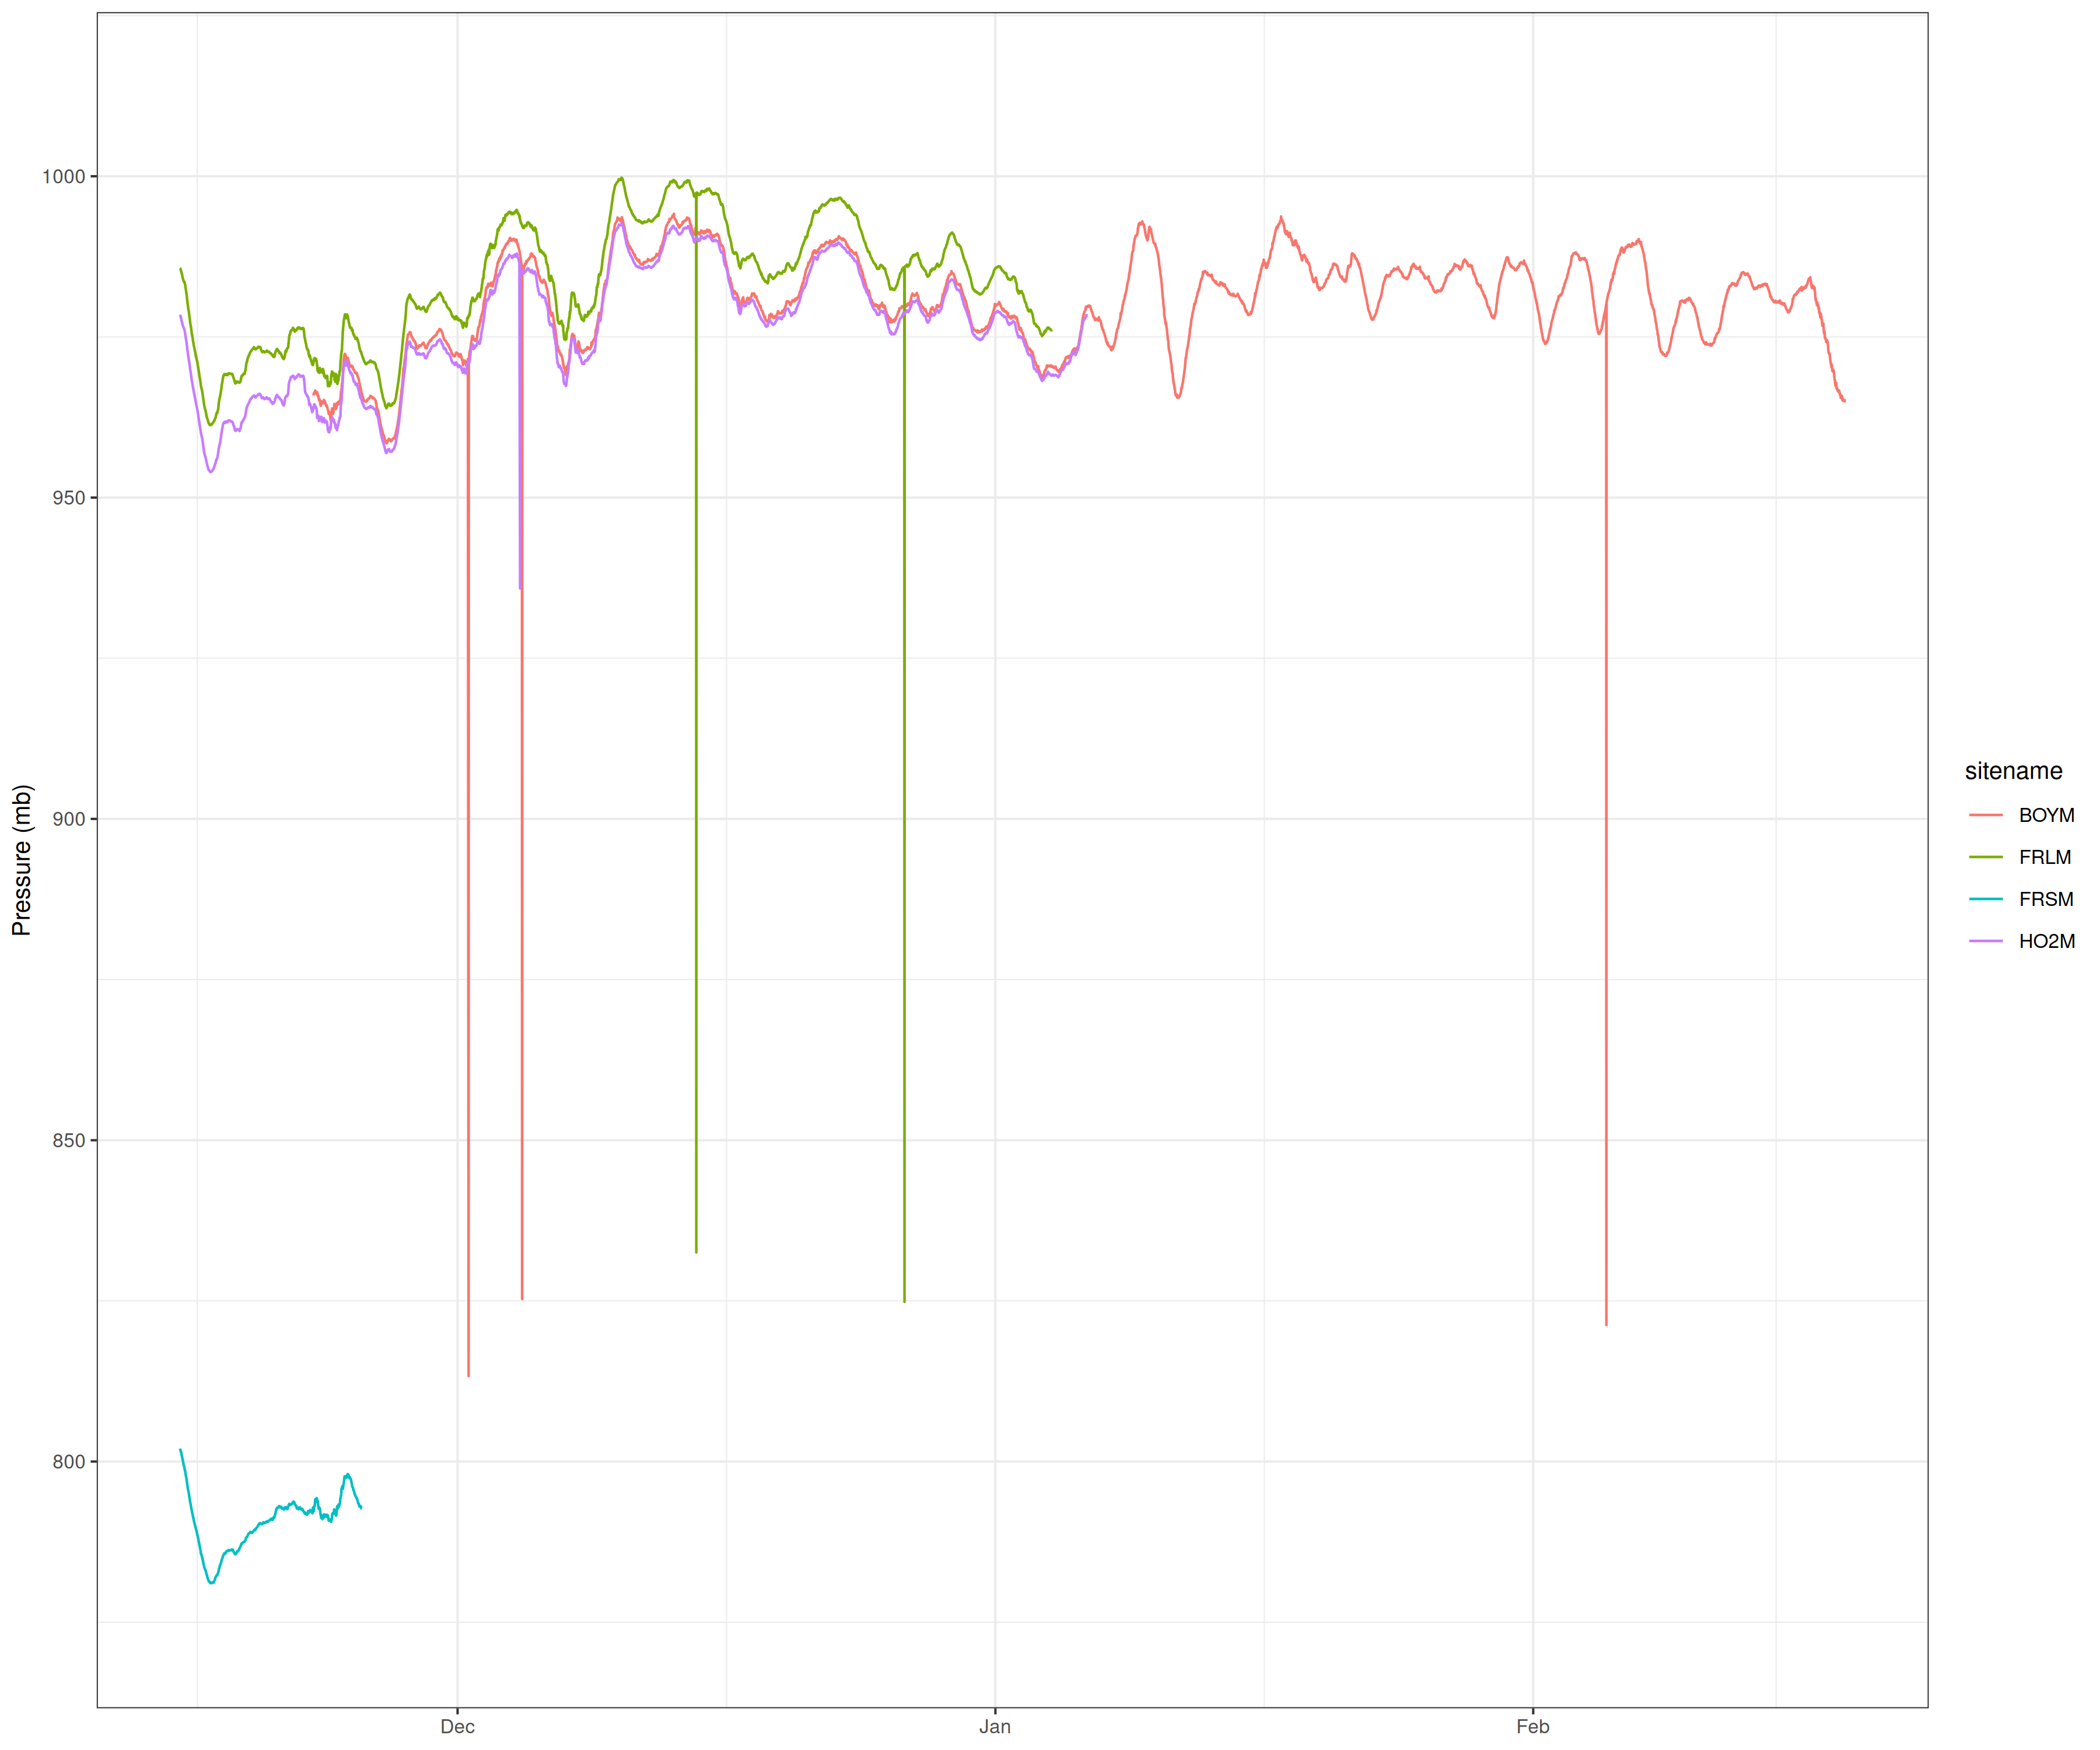 Pressure (mb)
1000
950
900
850
800
Dec
Jan
Feb
sitename
BOYM
FRLM
FRSM
HO2M